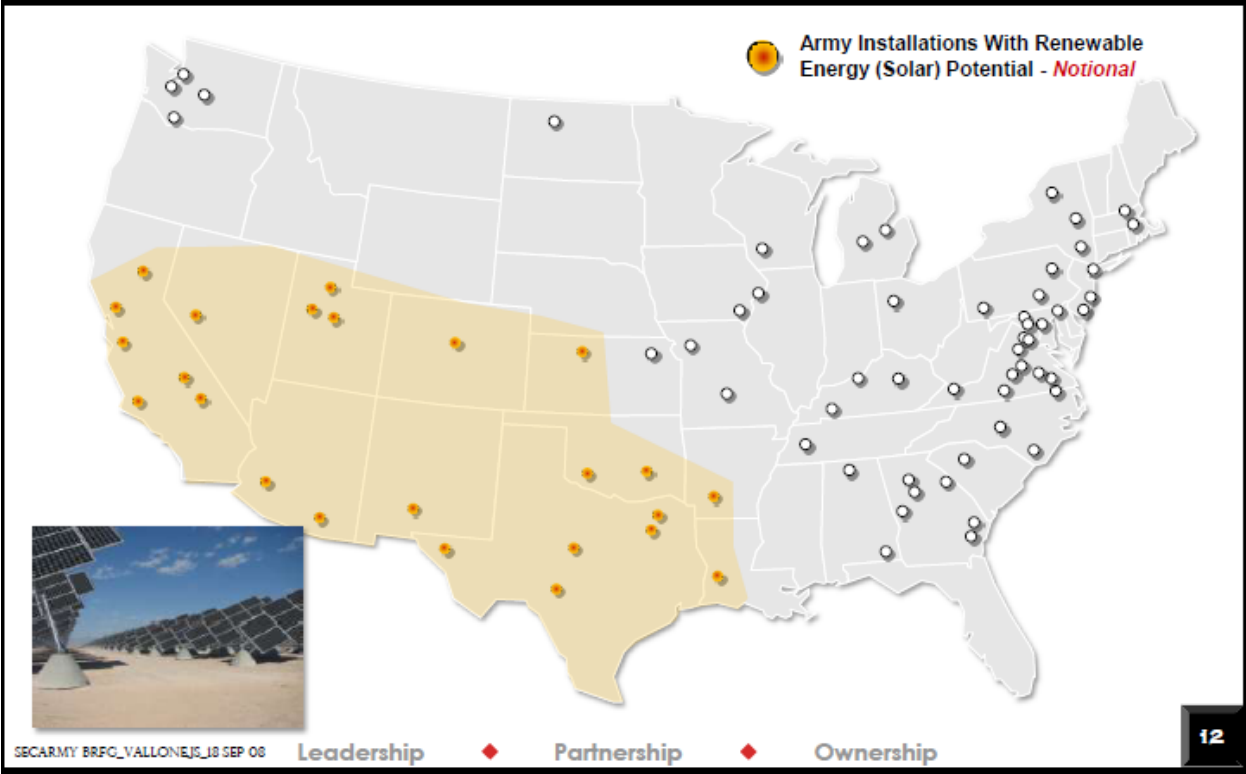 Army Installations With Renewable
Energy (Solar) Potential - Notional
SECARMY BRFG_VALLONEJS_18 SEP 08
Leadership ♦ Partnership ♦ Ownership
12